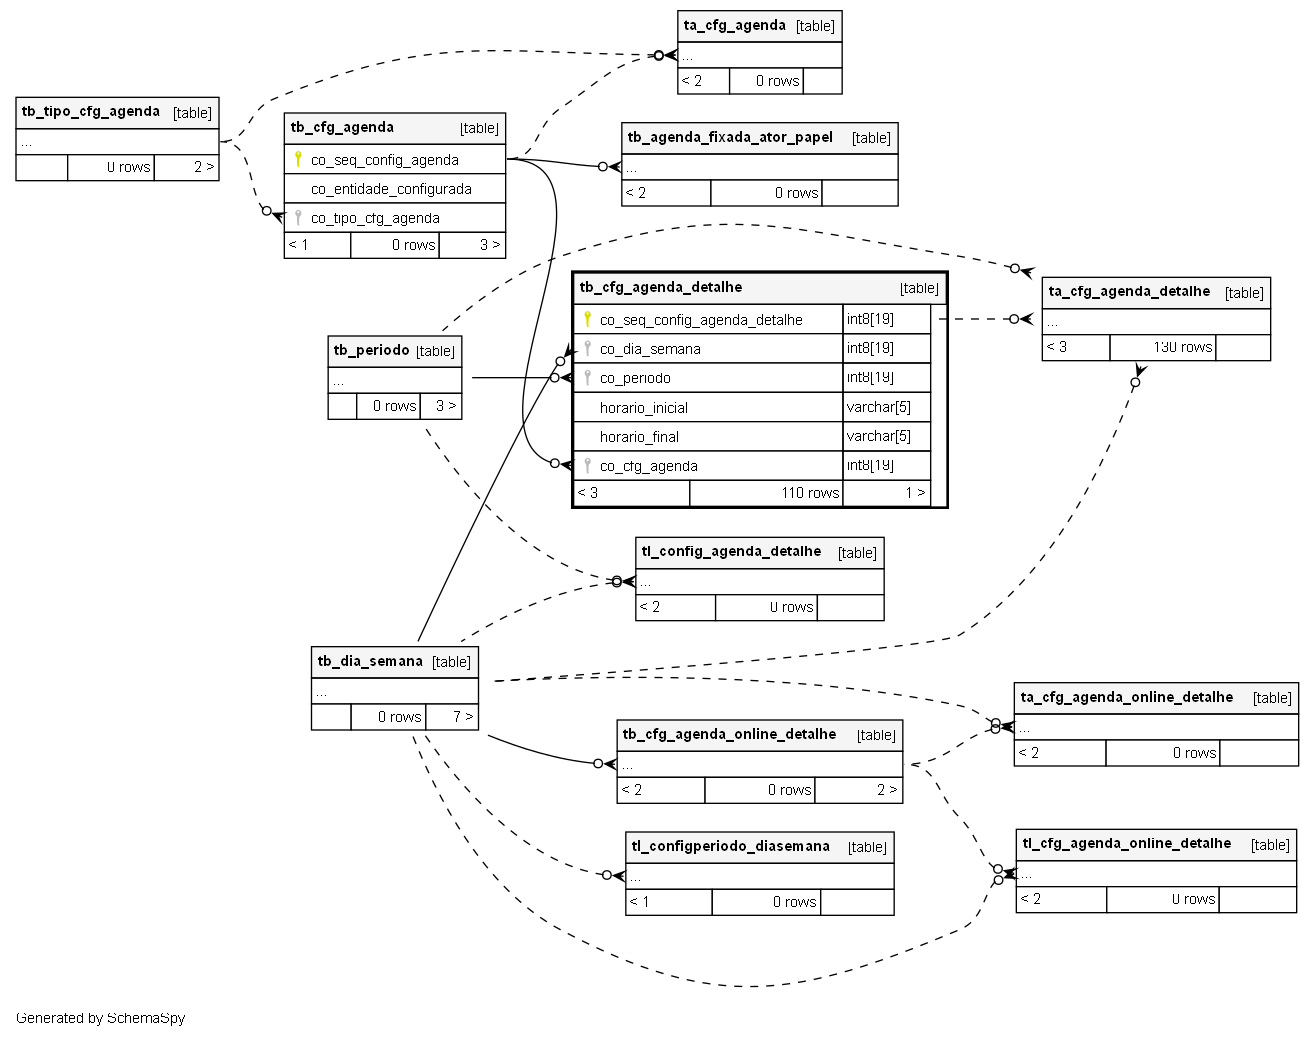 ta_cfg_agenda [table]
...
< 2 0 rows
tb_tipo_cfg_agenda [table]
...
0 rows 2 >
tb_cfg_agenda [table]
co_seq_config_agenda
co_entidade_configurada
co_tipo_cfg_agenda
< 1 0 rows 3 >
tb_agenda_fixada_ator_papel [table]
...
< 2 0 rows
tb_cfg_agenda_detalhe [table]
co_seq_config_agenda_detalhe int8[19]
co_dia_semana int8[19]
co_periodo int8[19]
horario_inicial varchar[5]
horario_final varchar[5]
co_cfg_agenda int8[19]
< 3 110 rows 1 >
ta_cfg_agenda_detalhe [table]
...
< 3 130 rows
tb_periodo [table]
...
0 rows 3 >
tl_config_agenda_detalhe [table]
...
< 2 0 rows
tb_dia_semana [table]
...
0 rows 7 >
ta_cfg_agenda_online_detalhe [table]
...
< 2 0 rows
tb_cfg_agenda_online_detalhe [table]
...
< 2 0 rows 2 >
tl_configperiodo_diasemana [table]
...
< 1 0 rows
tl_cfg_agenda_online_detalhe [table]
...
< 2 0 rows
Generated by SchemaSpy